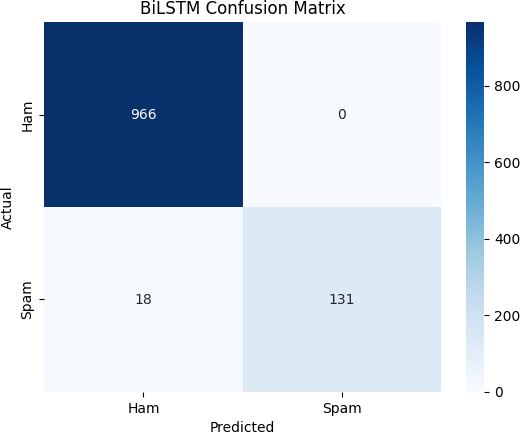 BiLSTM Confusion Matrix
Ham
966
0
800
600
Actual
400
Spam
18
131
200
0
Ham
Spam
Predicted